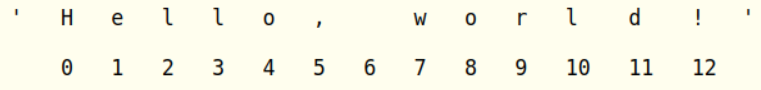 ' H e l l o ,   w o r l d ! '
0 1 2 3 4 5 6 7 8 9 10 11 12